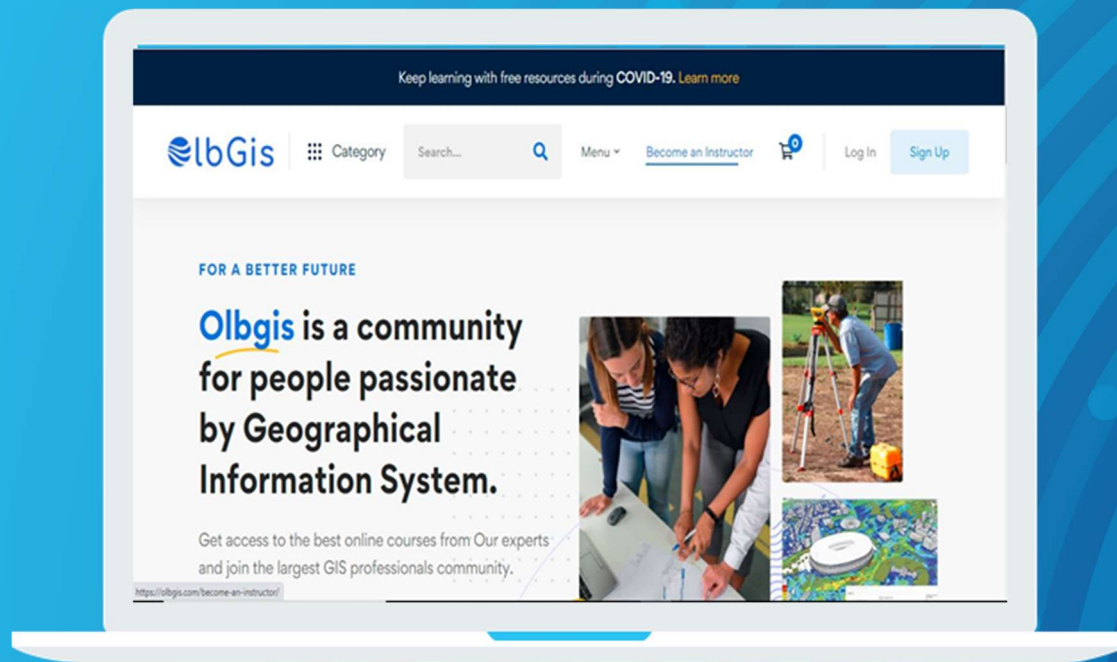 Keep learning with free resources during COVID-19. Learn more
OlbGis
Category
Search...
Menu
Become an Instructor
0
Log In
Sign Up
FOR A BETTER FUTURE
Olbgis is a community
for people passionate
by Geographical
Information System.
Get access to the best online courses from Our experts
and join the largest GIS professionals community.
https://olbgis.com/become-an-instructor/